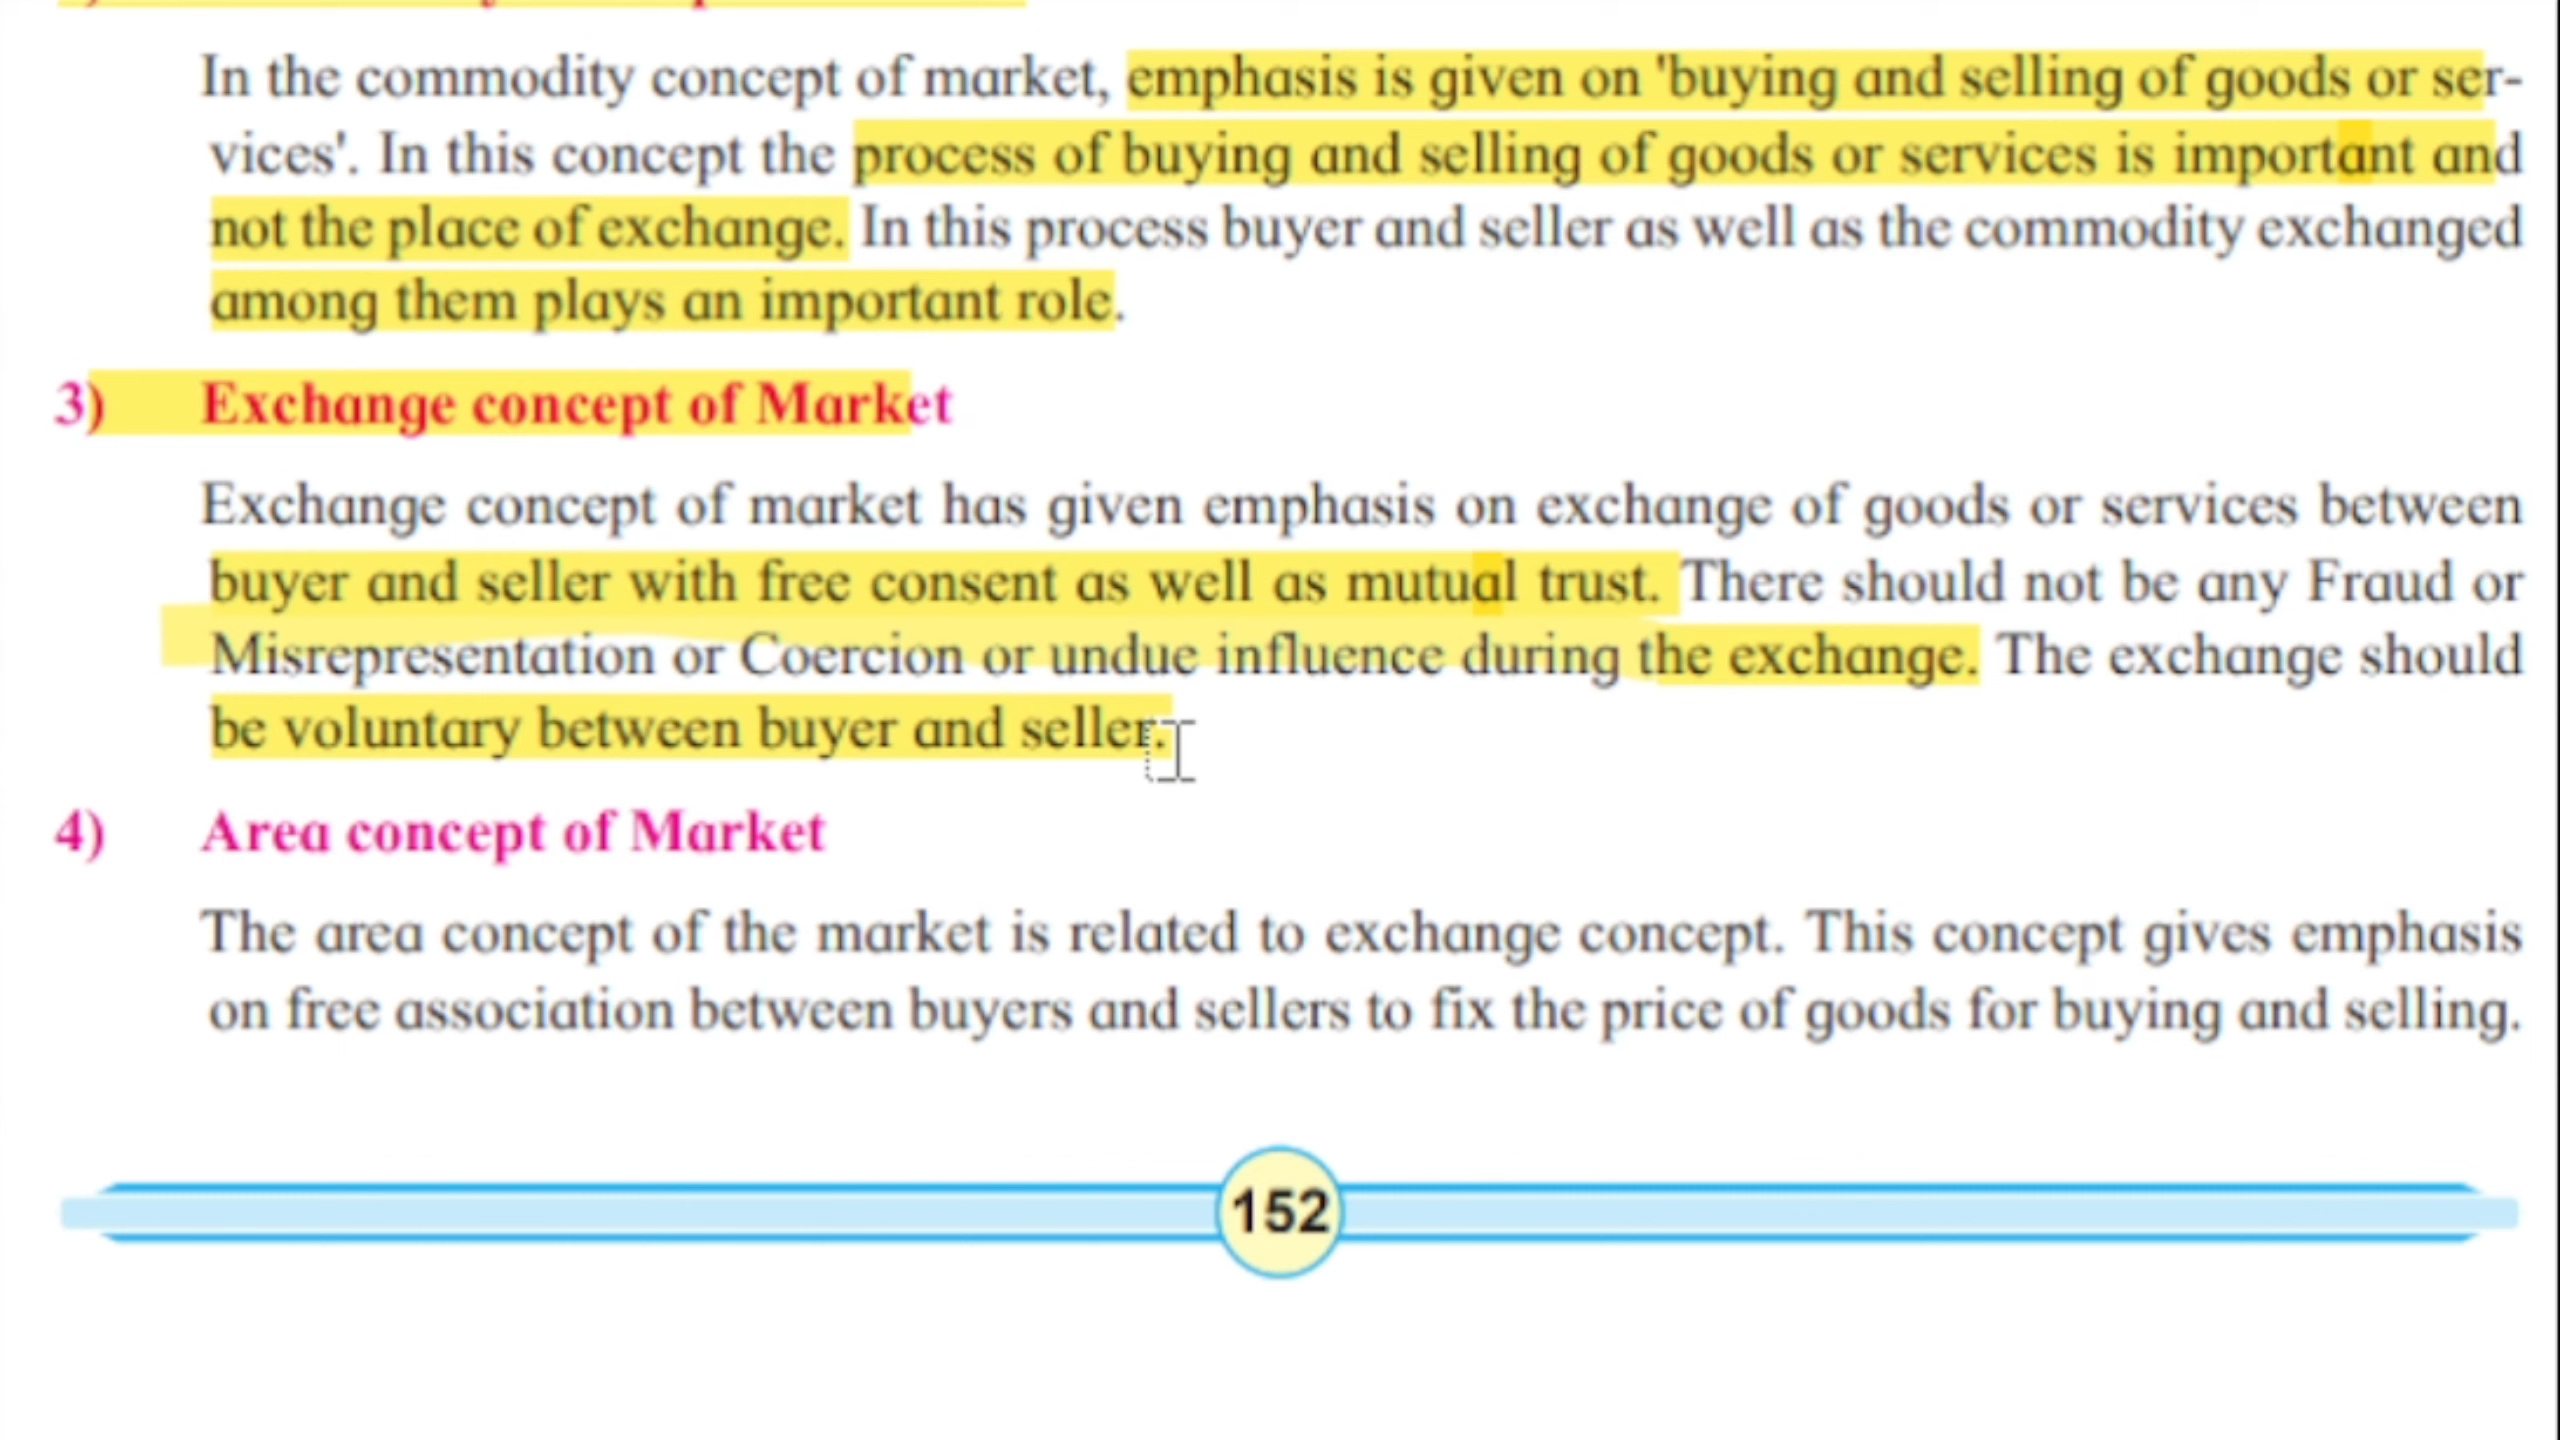 In the commodity concept of market, emphasis is given on 'buying and selling of goods or ser-
vices'. In this concept the process of buying and selling of goods or services is important and
not the place of exchange. In this process buyer and seller as well as the commodity exchanged
among them plays an important role.
3) Exchange concept of Market
Exchange concept of market has given emphasis on exchange of goods or services between
buyer and seller with free consent as well as mutual trust. There should not be any Fraud or
Misrepresentation or Coercion or undue influence during the exchange. The exchange should
be voluntary between buyer and seller.
4) Area concept of Market
The area concept of the market is related to exchange concept. This concept gives emphasis
on free association between buyers and sellers to fix the price of goods for buying and selling.
152